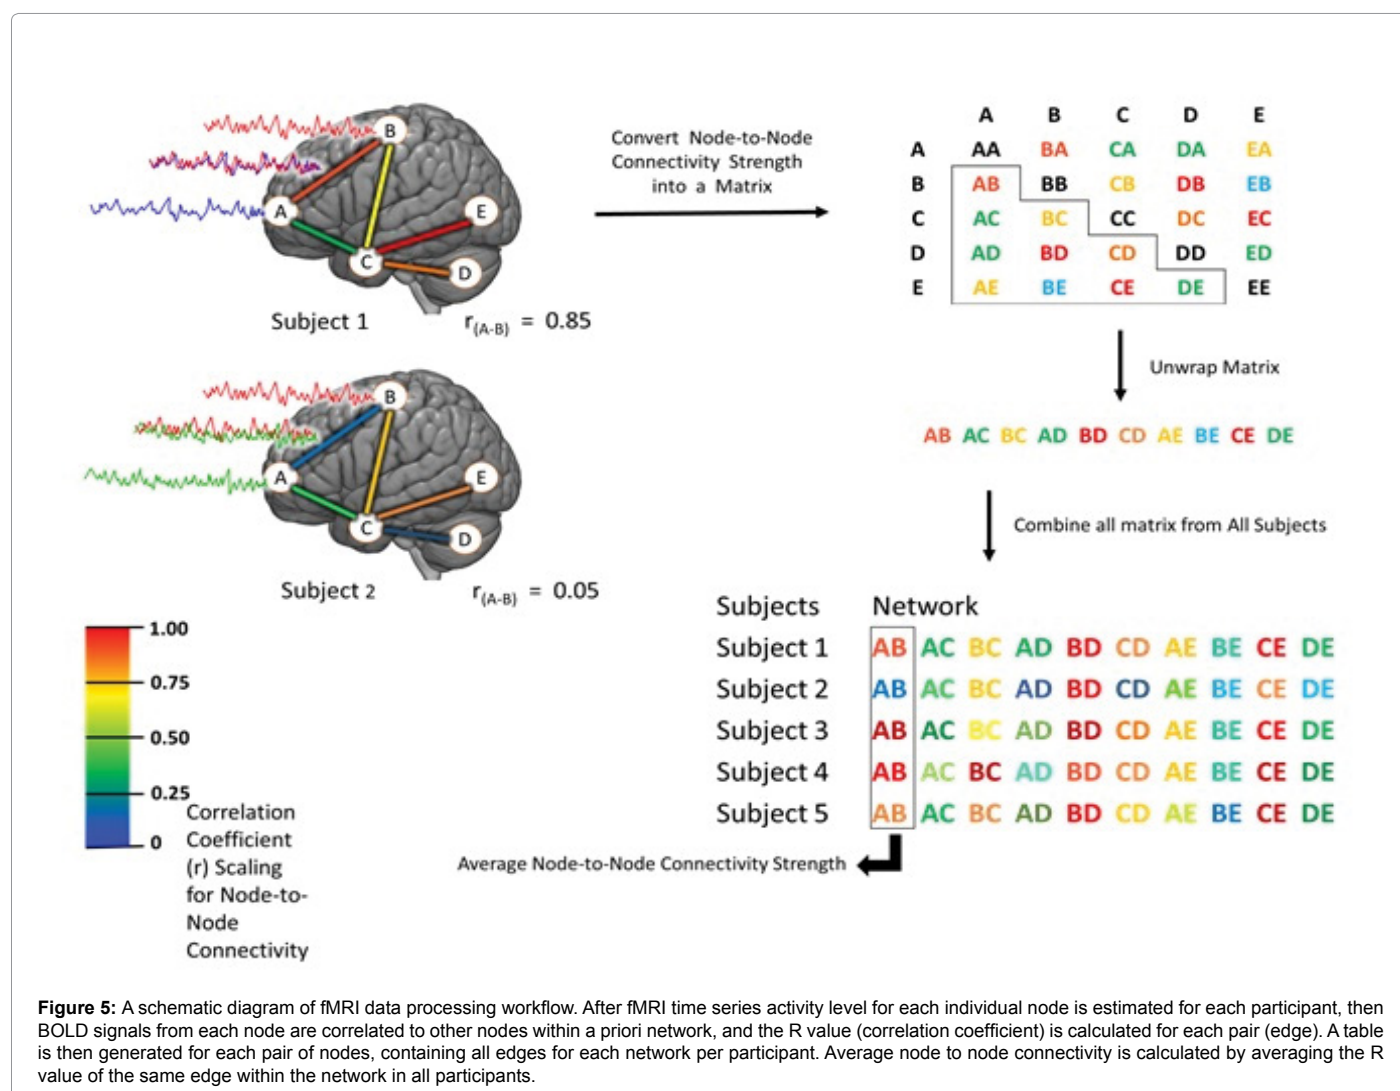 B
A
E
C
D
Subject 1
r(A-B) = 0.85
Convert Node-to-Node
Connectivity Strength
into a Matrix
A B C D E
A AA BA CA DA EA
B AB BB CB DB EB
C AC BC CC DC EC
D AD BD CD DD ED
E AE BE CE DE EE
Unwrap Matrix
AB AC BC AD BD CD AE BE CE DE
Combine all matrix from All Subjects
B
A
E
C
D
Subject 2
r(A-B) = 0.05
Subjects Network
Subject 1 AB AC BC AD BD CD AE BE CE DE
Subject 2 AB AC BC AD BD CD AE BE CE DE
Subject 3 AB AC BC AD BD CD AE BE CE DE
Subject 4 AB AC BC AD BD CD AE BE CE DE
Subject 5 AB AC BC AD BD CD AE BE CE DE
Average Node-to-Node Connectivity Strength
1.00
0.75
0.50
0.25
0
Correlation
Coefficient
(r) Scaling
for Node-to-
Node
Connectivity
Figure 5: A schematic diagram of fMRI data processing workflow. After fMRI time series activity level for each individual node is estimated for each participant, then
BOLD signals from each node are correlated to other nodes within a priori network, and the R value (correlation coefficient) is calculated for each pair (edge). A table
is then generated for each pair of nodes, containing all edges for each network per participant. Average node to node connectivity is calculated by averaging the R
value of the same edge within the network in all participants.